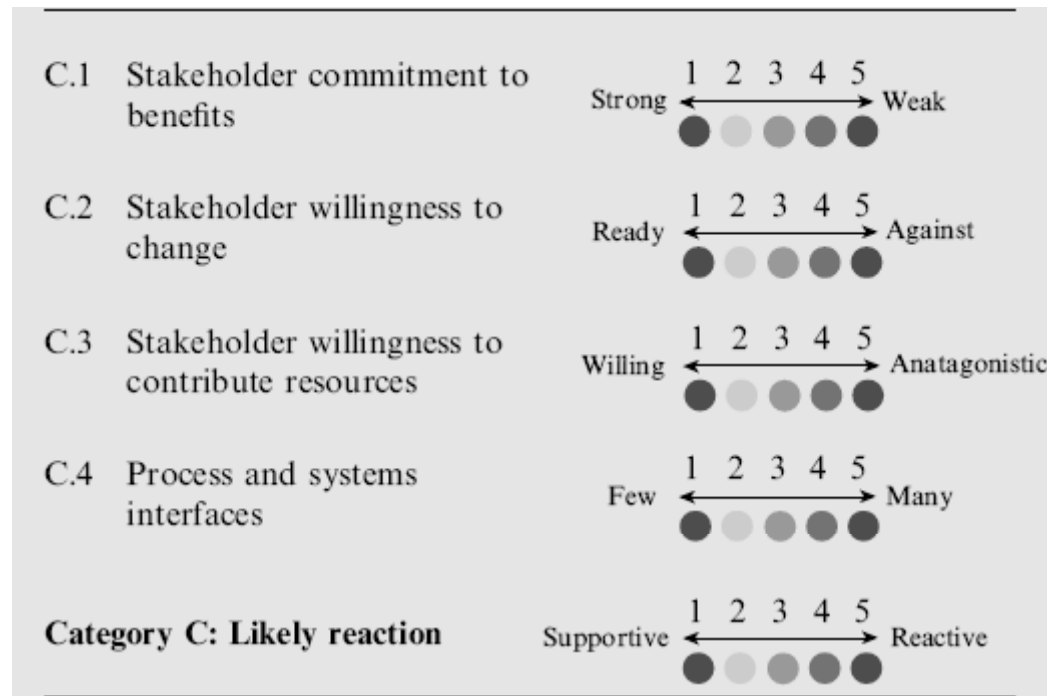 C.1 Stakeholder commitment to
benefits
1 2 3 4 5
Strong Weak
C.2 Stakeholder willingness to
change
1 2 3 4 5
Ready Against
C.3 Stakeholder willingness to
contribute resources
1 2 3 4 5
Willing Anatagonistic
C.4 Process and systems
interfaces
1 2 3 4 5
Few Many
Category C: Likely reaction
1 2 3 4 5
Supportive Reactive